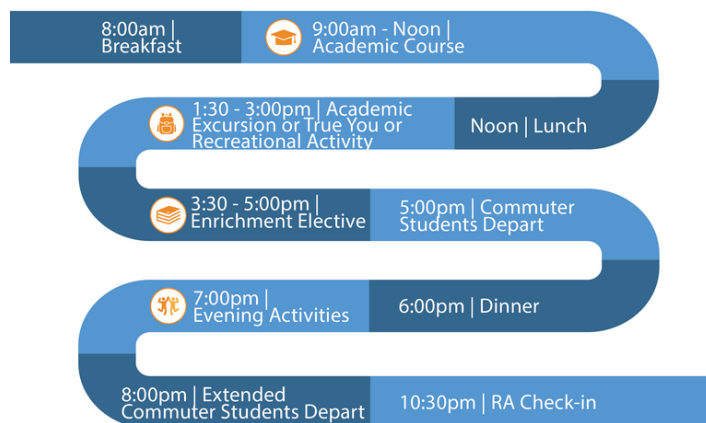 8:00am |
Breakfast
9:00am - Noon |
Academic Course
Noon | Lunch
1:30 - 3:00pm | Academic
Excursion or True You or
Recreational Activity
3:30 - 5:00pm |
Enrichment Elective
5:00pm | Commuter
Students Depart
6:00pm | Dinner
7:00pm |
Evening Activities
8:00pm | Extended
Commuter Students Depart
10:30pm | RA Check-in